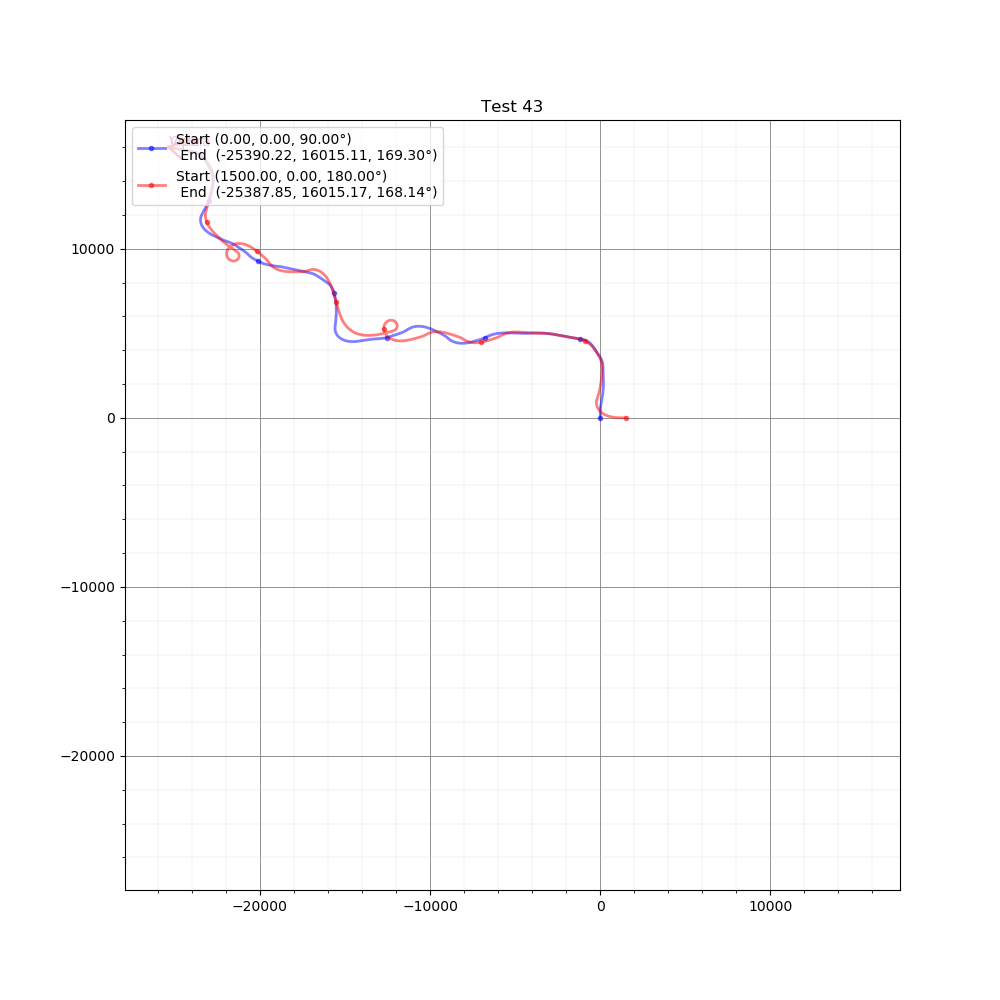 Test 43
Start (0.00, 0.00, 90.00°)
End (-25390.22, 16015.11, 169.30°)
Start (1500.00, 0.00, 180.00°)
End (-25387.85, 16015.17, 168.14°)
10000
0
−10000
−20000
−20000 −10000 0 10000